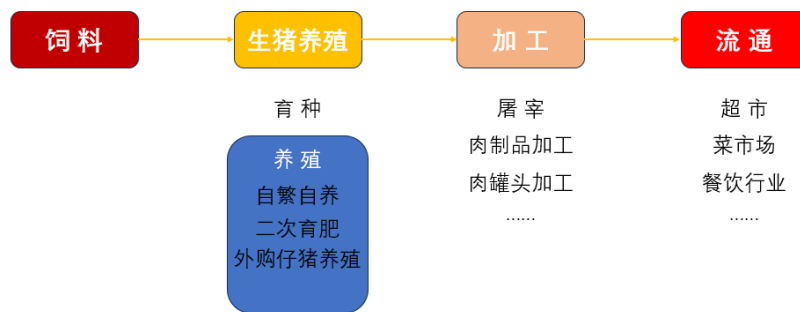 饲料
生猪养殖
加工
流通
育种
养殖
自繁自养
二次育肥
外购仔猪养殖
屠宰
肉制品加工
肉罐头加工
......
超市
菜市场
餐饮行业
......